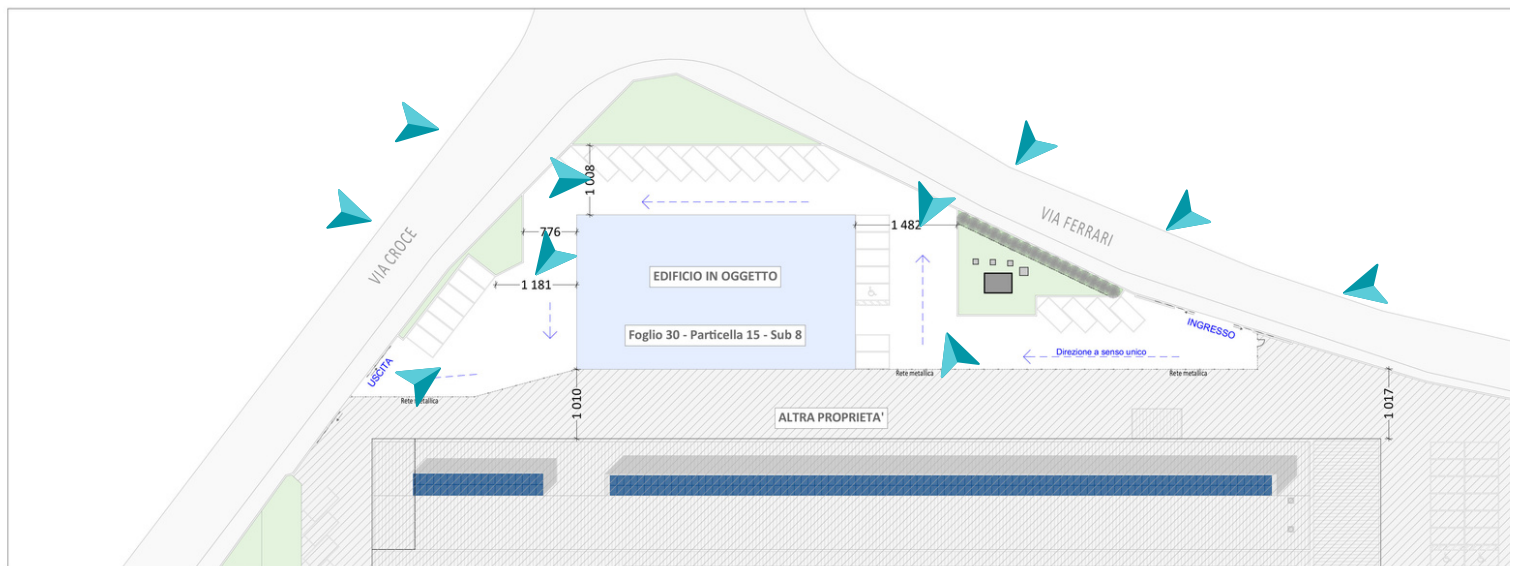 VIA CROCE
1 008
776
1 482
VIA FERRARI
EDIFICIO IN OGGETTO
1 181
Foglio 30 - Particella 15 - Sub 8
INGRESSO
Direzione a senso unico
USCITA
Rete metallica
Rete metallica
Rete metallica
1 010
1 017
ALTRA PROPRIETA'